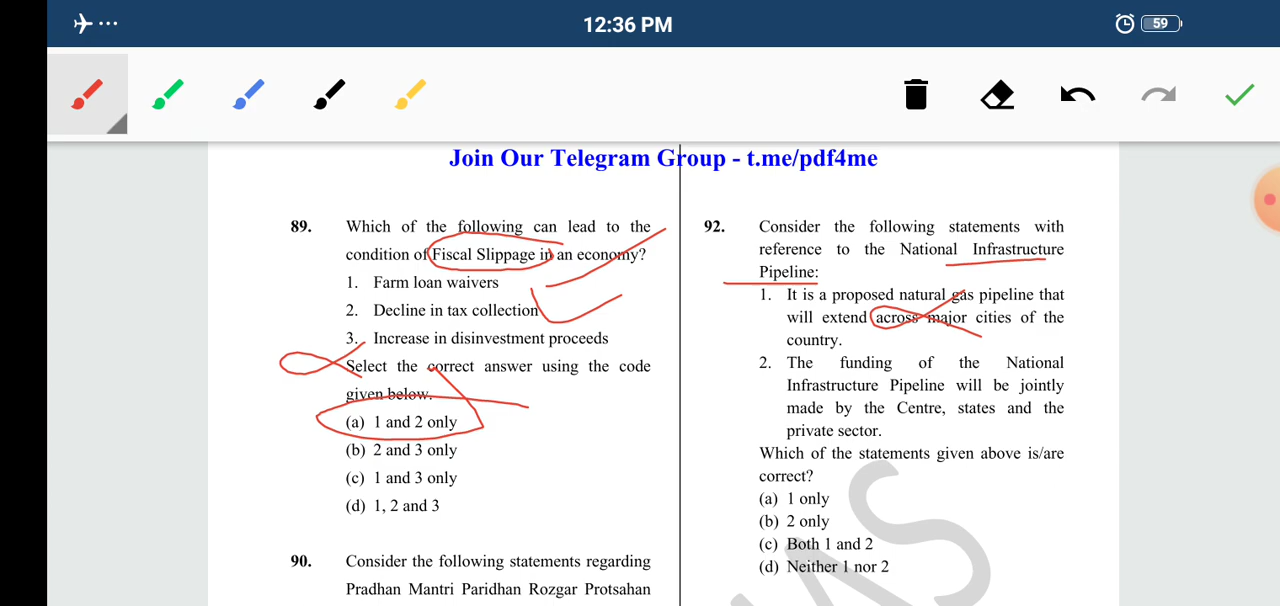 12:36 PM
59
Join Our Telegram Group - t.me/pdf4me
89. Which of the following can lead to the
condition of Fiscal Slippage in an economy?
1. Farm loan waivers
2. Decline in tax collection
3. Increase in disinvestment proceeds
Select the correct answer using the code
given below.
(a) 1 and 2 only
(b) 2 and 3 only
(c) 1 and 3 only
(d) 1, 2 and 3
90. Consider the following statements regarding
Pradhan Mantri Paridhan Rozgar Protsahan
92. Consider the following statements with
reference to the National Infrastructure
Pipeline:
1. It is a proposed natural gas pipeline that
will extend across major cities of the
country.
2. The funding of the National
Infrastructure Pipeline will be jointly
made by the Centre, states and the
private sector.
Which of the statements given above is/are
correct?
(a) 1 only
(b) 2 only
(c) Both 1 and 2
(d) Neither 1 nor 2